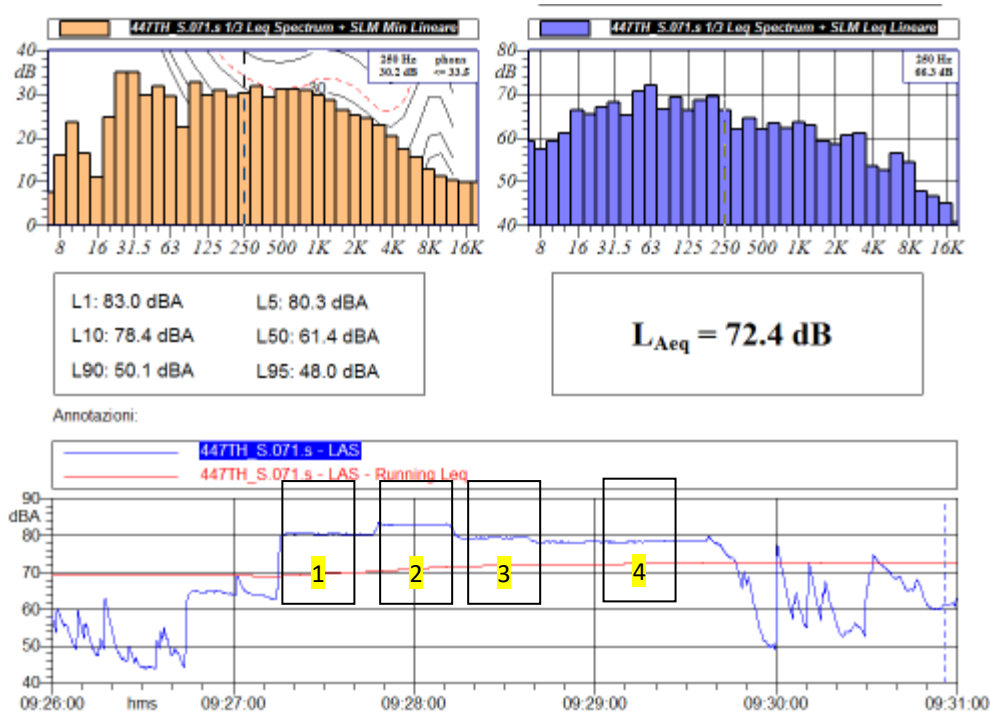 447TH_S.071.s 1/3 Leq Spectrum + SLM Min Lineare
40
dB
30
20
10
0
250 Hz phons
30.2 dB <= 33.5
8 16 31.5 63 125 250 500 1K 2K 4K 8K 16K
447TH_S.071.s 1/3 Leq Spectrum + SLM Leq Lineare
80
dB
70
60
50
40
250 Hz
66.3 dB
8 16 31.5 63 125 250 500 1K 2K 4K 8K 16K
L1: 83.0 dBA L5: 80.3 dBA
L10: 78.4 dBA L50: 61.4 dBA
L90: 50.1 dBA L95: 48.0 dBA
LAeq = 72.4 dB
Annotazioni:
447TH_S.071.s - LAS
447TH_S.071.s - LAS - Running Leq
90
dBA
80
70
60
50
40
1 2 3 4
09:26:00 hms 09:27:00 09:28:00 09:29:00 09:30:00 09:31:00